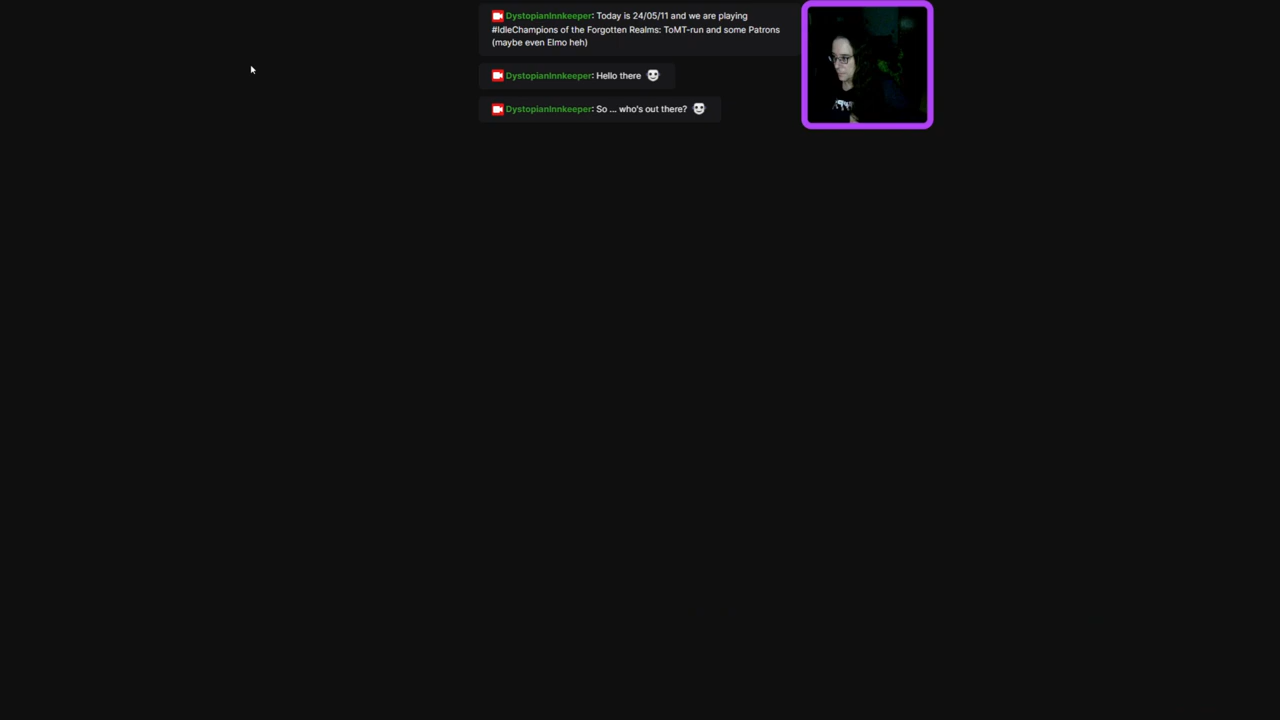 DystopianInnkeeper: Today is 24/05/11 and we are playing
#IdleChampions of the Forgotten Realms: ToMT-run and some Patrons
(maybe even Elmo heh)
DystopianInnkeeper: Hello there
DystopianInnkeeper: So ... who's out there?